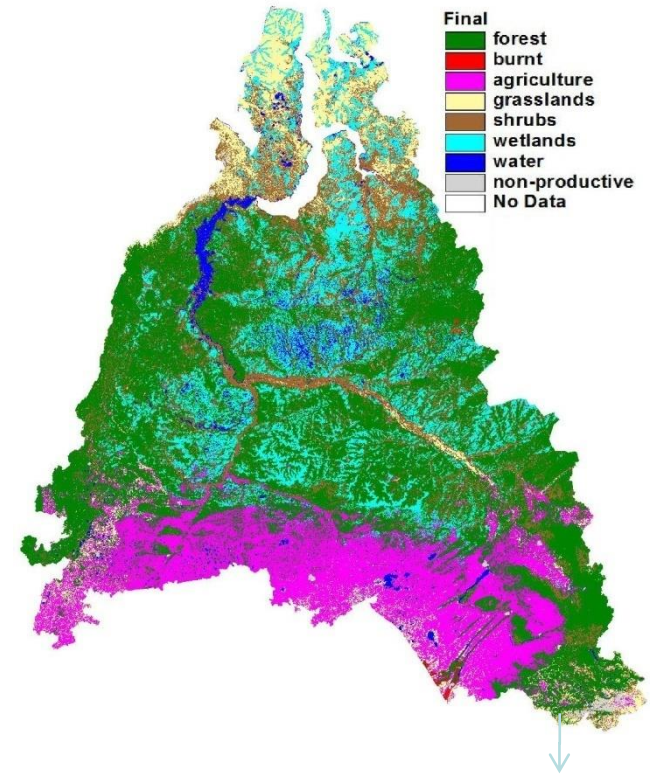 Final
forest
burnt
agriculture
grasslands
shrubs
wetlands
water
non-productive
No Data